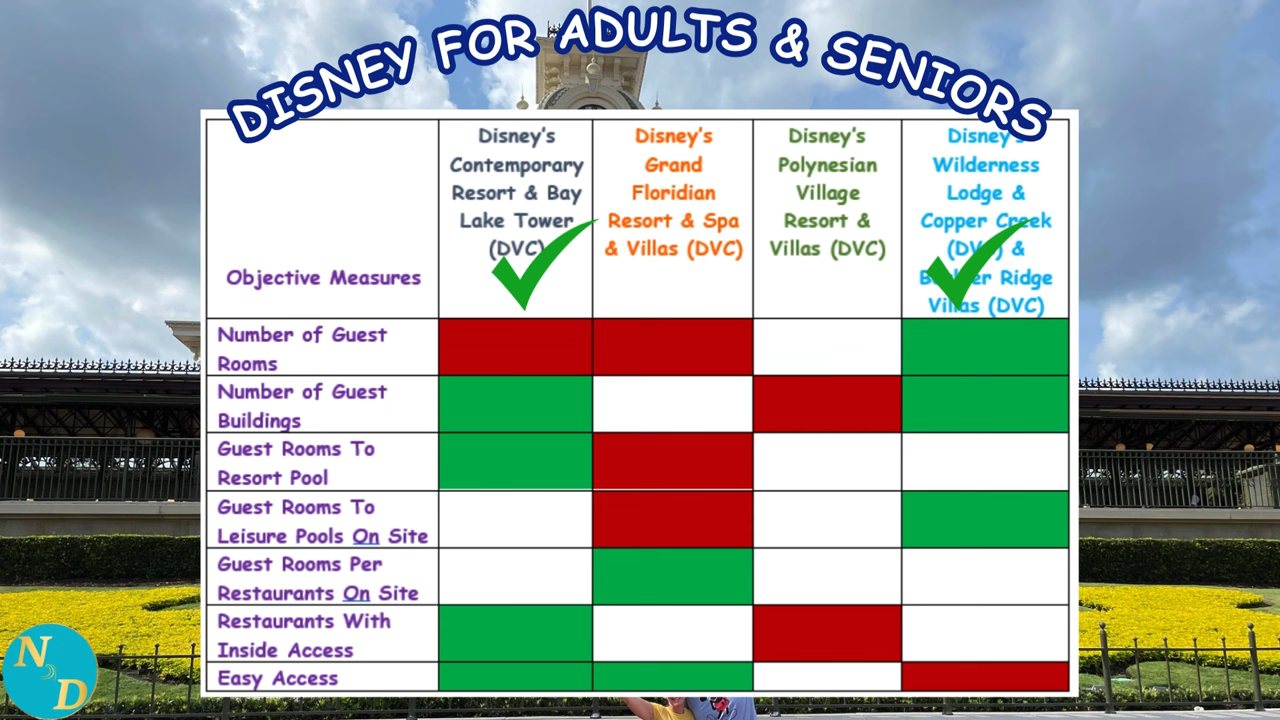 DISNEY FOR ADULTS & SENIORS
Disney's
Contemporary
Resort & Bay
Lake Tower
(DVC)
Disney's
Grand
Floridian
Resort & Spa
& Villas (DVC)
Disney's
Polynesian
Village
Resort &
Villas (DVC)
Disney's
Wilderness
Lodge &
Copper Creek
(DVC) &
Ridge
Villas (DVC)
Objective Measures
Number of Guest
Rooms
Number of Guest
Buildings
Guest Rooms To
Resort Pool
Guest Rooms To
Leisure Pools On Site
Guest Rooms Per
Restaurants On Site
Restaurants With
Inside Access
Easy Access
N D